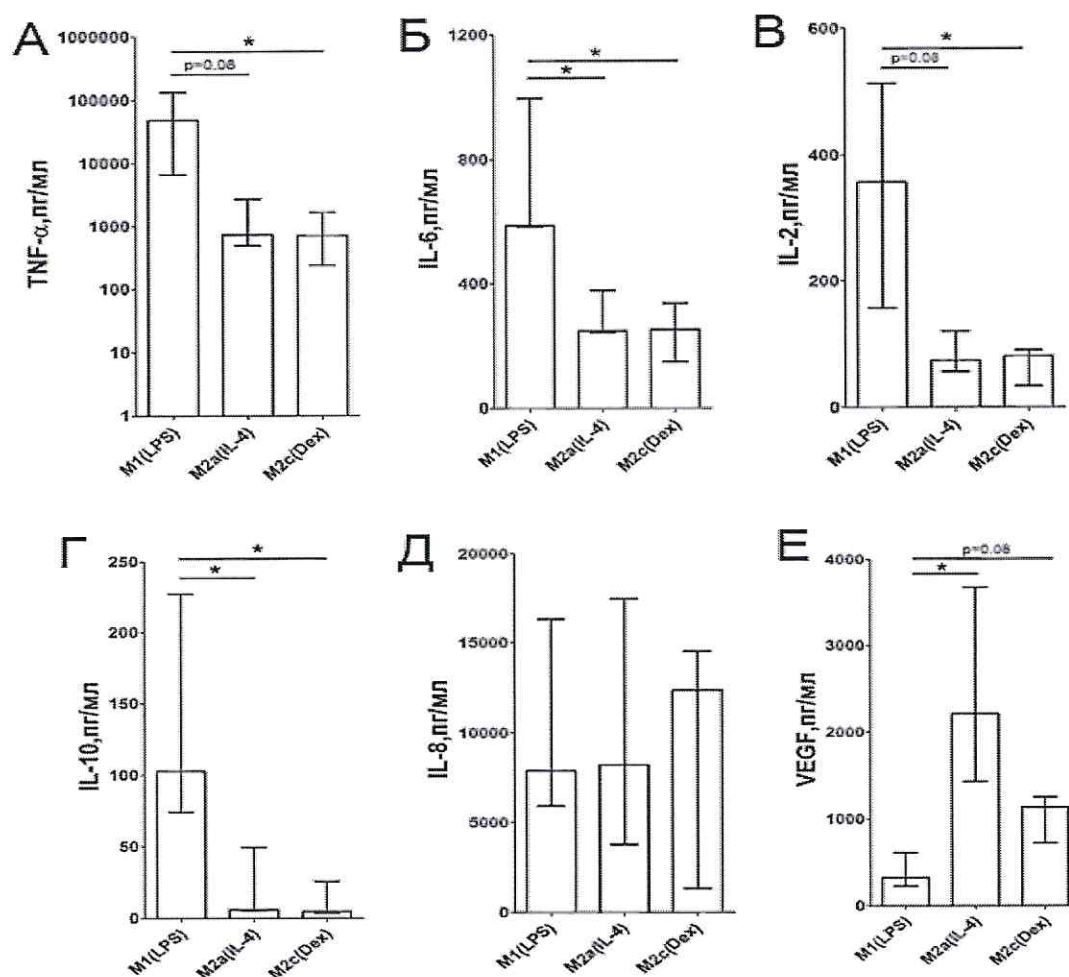 А
TNF-α,пг/мл
1000000
100000
10000
1000
100
10
1
*
p=0.08
M1(LPS)
M2a(IL-4)
M2c(Dex)
Б
IL-6,пг/мл
1200
800
400
0
*
*
M1(LPS)
M2a(IL-4)
M2c(Dex)
В
IL-2,пг/мл
600
400
200
0
*
p=0.08
M1(LPS)
M2a(IL-4)
M2c(Dex)
Г
IL-10,пг/мл
250
200
150
100
50
0
*
*
M1(LPS)
M2a(IL-4)
M2c(Dex)
Д
IL-8,пг/мл
20000
15000
10000
5000
0
M1(LPS)
M2a(IL-4)
M2c(Dex)
Е
VEGF,пг/мл
4000
3000
2000
1000
0
p=0.08
*
M1(LPS)
M2a(IL-4)
M2c(Dex)